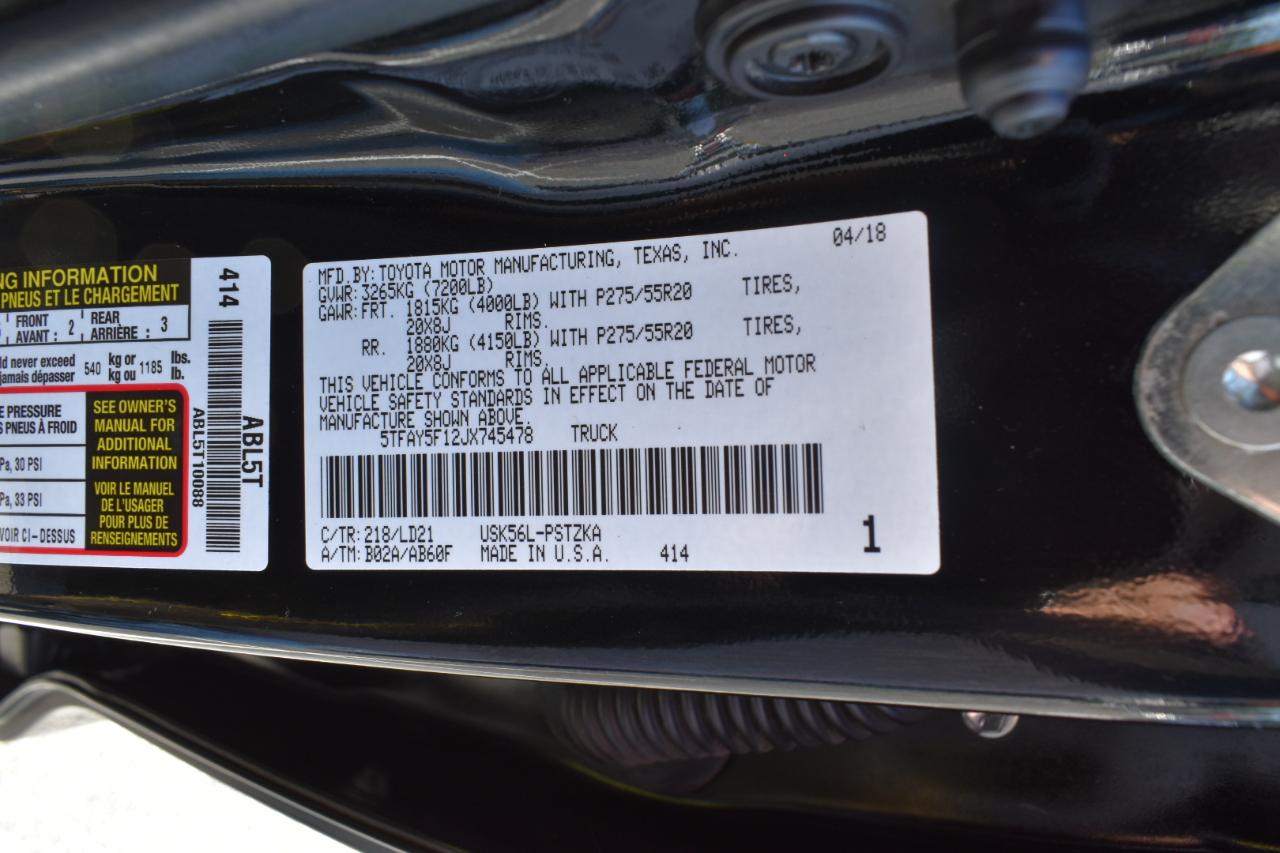 NG INFORMATION
PNEUS ET LE CHARGEMENT
FRONT AVANT : 2 REAR ARRIÈRE : 3
never exceed 540 kg or 1185 lbs.
jamais dépasser kg ou lb.
PRESSURE
PNEUS À FROID
30 PSI
33 PSI
VOIR CI-DESSUS
SEE OWNER'S
MANUAL FOR
ADDITIONAL
INFORMATION
VOIR LE MANUEL
DE L'USAGER
POUR PLUS DE
RENSEIGNEMENTS
414
ABL5T
ABL5T10088
MFD.BY:TOYOTA MOTOR MANUFACTURING, TEXAS, INC. 04/18
GVWR:3265KG (7200LB)
GAWR:FRT. 1815KG (4000LB) WITH P275/55R20 TIRES,
20X8J RIMS.
RR. 1880KG (4150LB) WITH P275/55R20 TIRES,
20X8J RIMS.
THIS VEHICLE CONFORMS TO ALL APPLICABLE FEDERAL MOTOR
VEHICLE SAFETY STANDARDS IN EFFECT ON THE DATE OF
MANUFACTURE SHOWN ABOVE.
5TFAY5F12JX745478 TRUCK
C/TR:218/LD21 USK56L-PSTZKA
A/TM:B02A/AB60F MADE IN U.S.A. 414 1